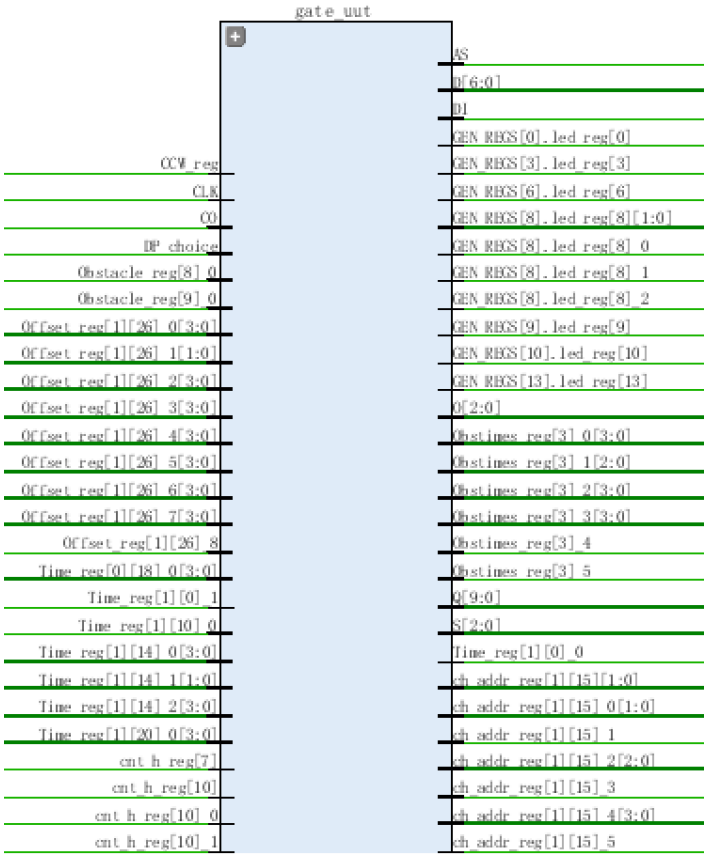 gate_uut
CCW_reg
CLK
CO
DP_choice
Obstacle_reg[8]_0
Obstacle_reg[9]_0
Offset_reg[1][26]_0[3:0]
Offset_reg[1][26]_1[1:0]
Offset_reg[1][26]_2[3:0]
Offset_reg[1][26]_3[3:0]
Offset_reg[1][26]_4[3:0]
Offset_reg[1][26]_5[3:0]
Offset_reg[1][26]_6[3:0]
Offset_reg[1][26]_7[3:0]
Offset_reg[1][26]_8
Time_reg[0][18]_0[3:0]
Time_reg[1][0]_1
Time_reg[1][10]_0
Time_reg[1][14]_0[3:0]
Time_reg[1][14]_1[1:0]
Time_reg[1][14]_2[3:0]
Time_reg[1][20]_0[3:0]
cnt_h_reg[7]
cnt_h_reg[10]
cnt_h_reg[10]_0
cnt_h_reg[10]_1
AS
D[6:0]
DI
GEN_REGS[0].led_reg[0]
GEN_REGS[3].led_reg[3]
GEN_REGS[6].led_reg[6]
GEN_REGS[8].led_reg[8][1:0]
GEN_REGS[8].led_reg[8]_0
GEN_REGS[8].led_reg[8]_1
GEN_REGS[8].led_reg[8]_2
GEN_REGS[9].led_reg[9]
GEN_REGS[10].led_reg[10]
GEN_REGS[13].led_reg[13]
O[2:0]
Obstimes_reg[3]_0[3:0]
Obstimes_reg[3]_1[2:0]
Obstimes_reg[3]_2[3:0]
Obstimes_reg[3]_3[3:0]
Obstimes_reg[3]_4
Obstimes_reg[3]_5
Q[9:0]
S[2:0]
Time_reg[1][0]_0
ch_addr_reg[1][15][1:0]
ch_addr_reg[1][15]_0[1:0]
ch_addr_reg[1][15]_1
ch_addr_reg[1][15]_2[2:0]
ch_addr_reg[1][15]_3
ch_addr_reg[1][15]_4[3:0]
ch_addr_reg[1][15]_5